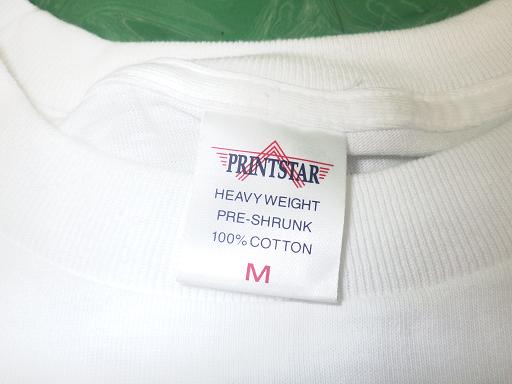 PRINTSTAR
HEAVY WEIGHT
PRE-SHRUNK
100% COTTON
M